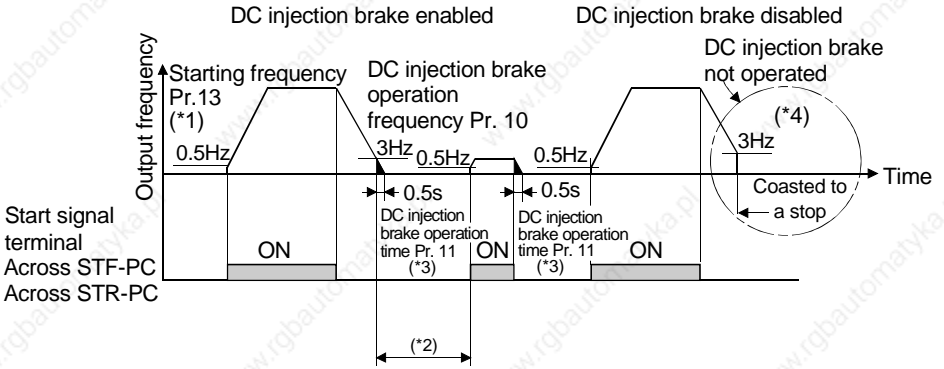 DC injection brake enabled
DC injection brake disabled
Output frequency
Starting frequency
Pr.13
(*1)
0.5Hz
DC injection brake
operation
frequency Pr. 10
3Hz
0.5Hz
0.5Hz
DC injection brake
not operated
(*4)
3Hz
Time
Coasted to
a stop
0.5s
0.5s
DC injection
brake operation
time Pr. 11
(*3)
DC injection
brake operation
time Pr. 11
(*3)
Start signal
terminal
Across STF-PC
Across STR-PC
ON
ON
ON
(*2)
www.rgbautomatyka.pl